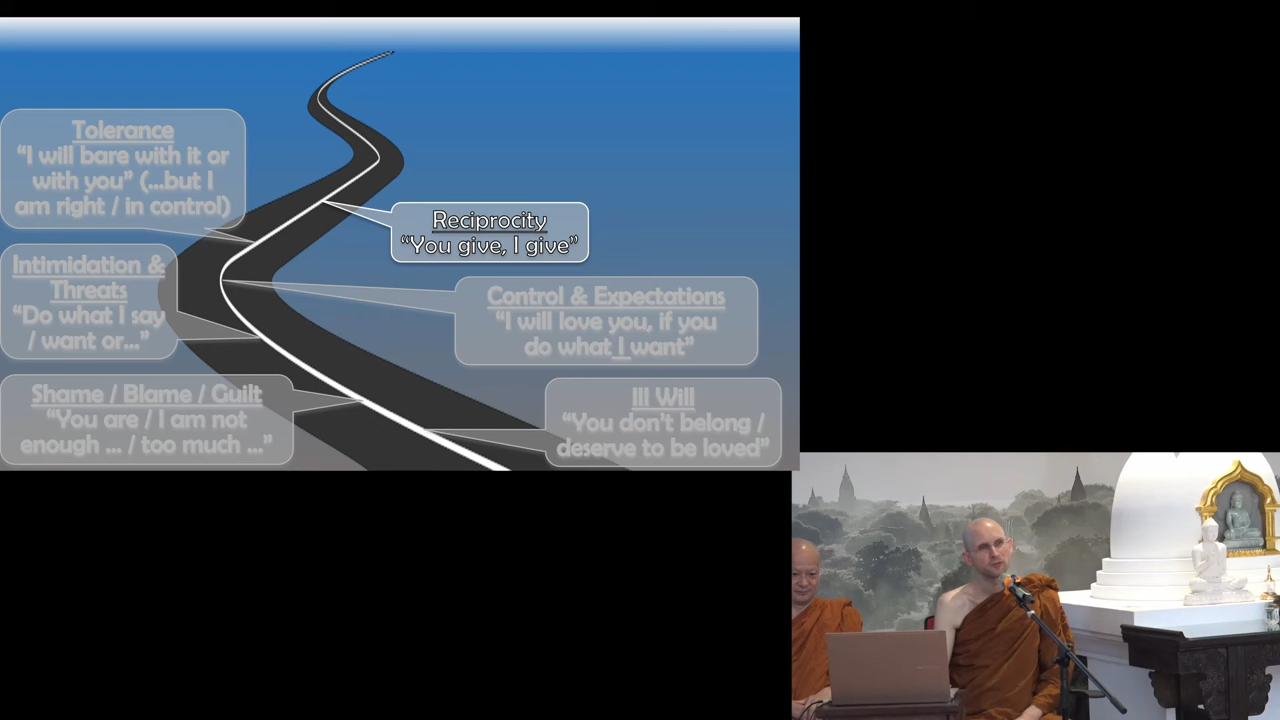 Tolerance
“I will bare with it or
with you” (...but I
am right / in control)
Reciprocity
“You give, I give”
Intimidation &
Threats
“Do what I say
/ want or...”
Control & Expectations
“I will love you, if you
do what I want”
Shame / Blame / Guilt
“You are / I am not
enough ... / too much ...”
Ill Will
“You don’t belong /
deserve to be loved”